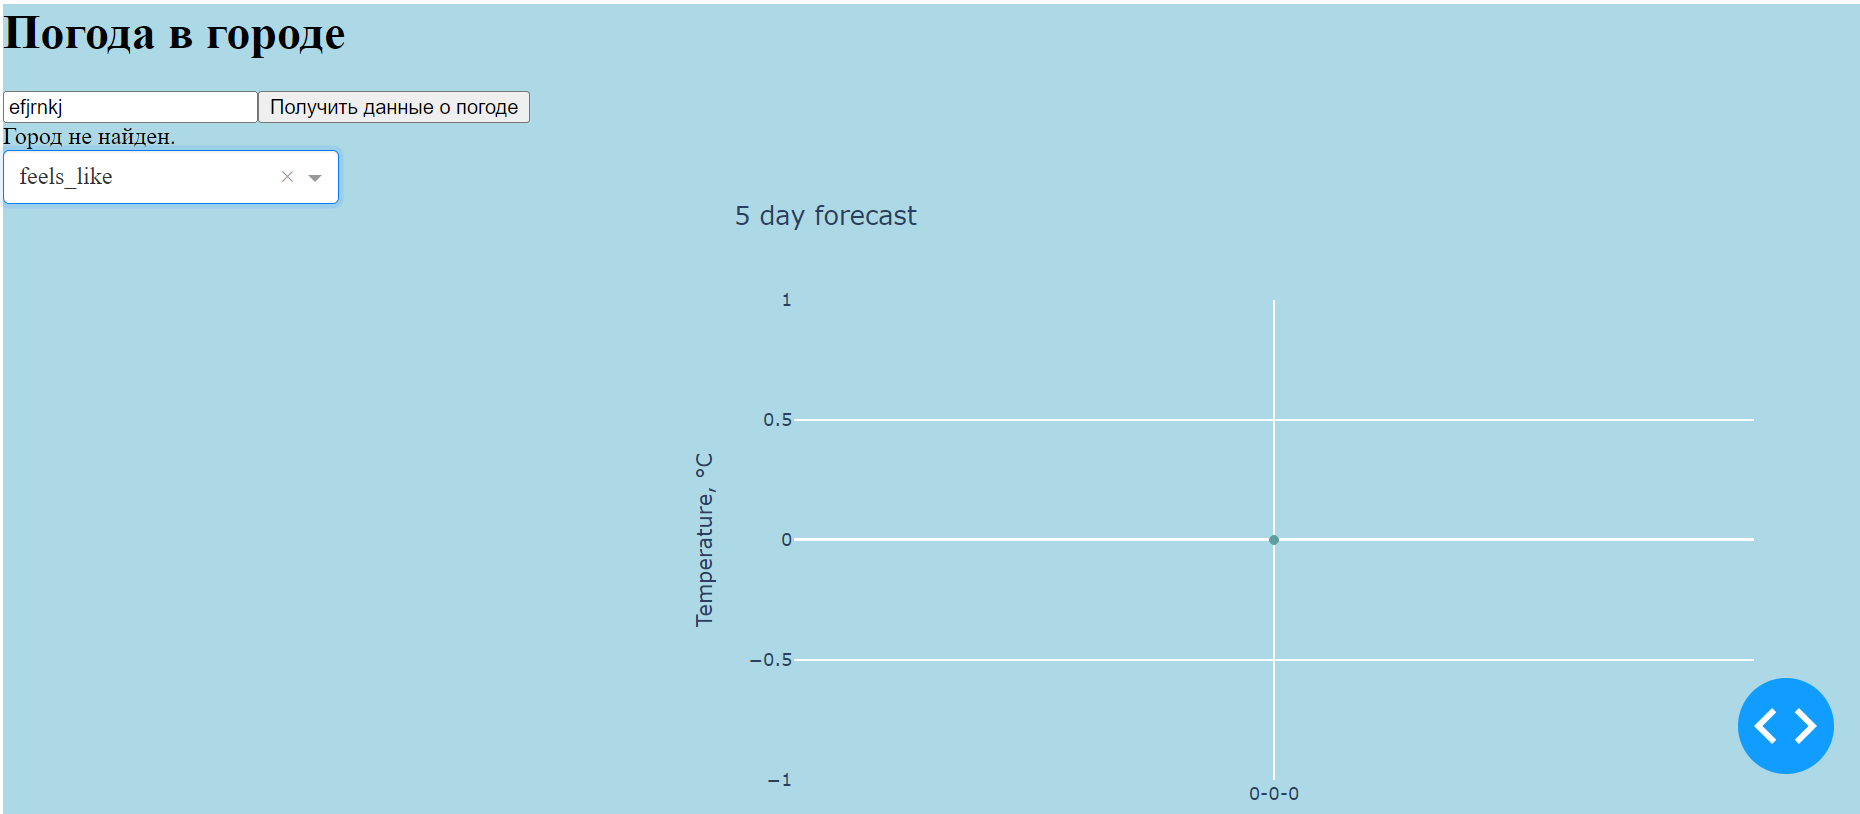 Погода в городе
efjrnkj
Получить данные о погоде
Город не найден.
feels_like
5 day forecast
1
0.5
0
−0.5
−1
Temperature, °C
0-0-0